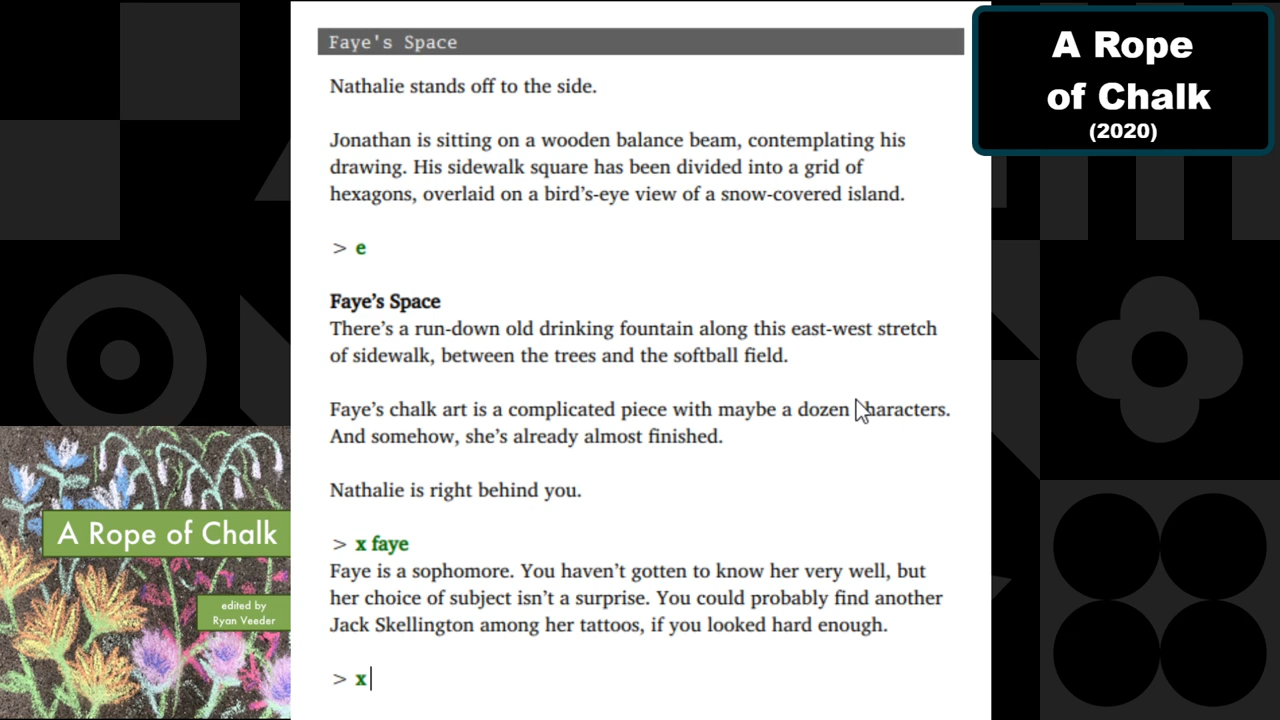 Faye's Space
Nathalie stands off to the side.
Jonathan is sitting on a wooden balance beam, contemplating his
drawing. His sidewalk square has been divided into a grid of
hexagons, overlaid on a bird’s-eye view of a snow-covered island.
> e
Faye’s Space
There’s a run-down old drinking fountain along this east-west stretch
of sidewalk, between the trees and the softball field.
Faye’s chalk art is a complicated piece with maybe a dozen characters.
And somehow, she’s already almost finished.
Nathalie is right behind you.
> x faye
Faye is a sophomore. You haven’t gotten to know her very well, but
her choice of subject isn’t a surprise. You could probably find another
Jack Skellington among her tattoos, if you looked hard enough.
> x
A Rope
of Chalk
(2020)
A Rope of Chalk
edited by
Ryan Veeder